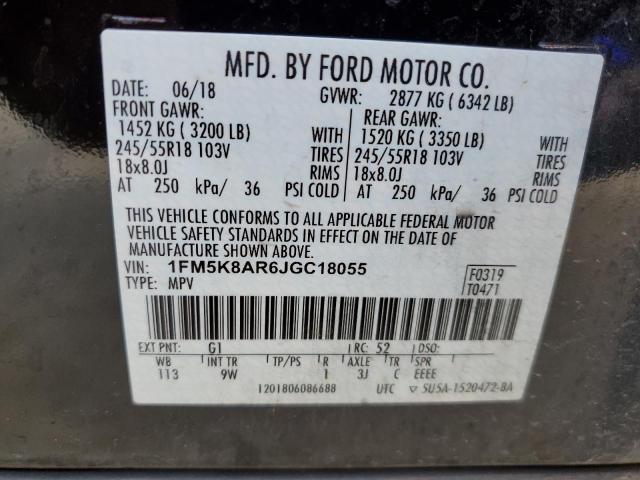 MFD. BY FORD MOTOR CO.
DATE: 06/18 GVWR: 2877 KG ( 6342 LB)
FRONT GAWR: REAR GAWR:
1452 KG ( 3200 LB) WITH 1520 KG ( 3350 LB) WITH
245/55R18 103V TIRES 245/55R18 103V TIRES
18x8.0J RIMS 18x8.0J RIMS
AT 250 kPa/ 36 PSI COLD AT 250 kPa/ 36 PSI COLD
THIS VEHICLE CONFORMS TO ALL APPLICABLE FEDERAL MOTOR
VEHICLE SAFETY STANDARDS IN EFFECT ON THE DATE OF
MANUFACTURE SHOWN ABOVE.
VIN: 1FM5K8AR6JGC18055 F0319
TYPE: MPV T0471
EXT PNT: G1 RC: 52 DSO:
WB INT TR TP/PS R AXLE TR SPR
113 9W 1 3J C EEEE
1201806086688 UTC ▽ 5U5A-1520472-BA